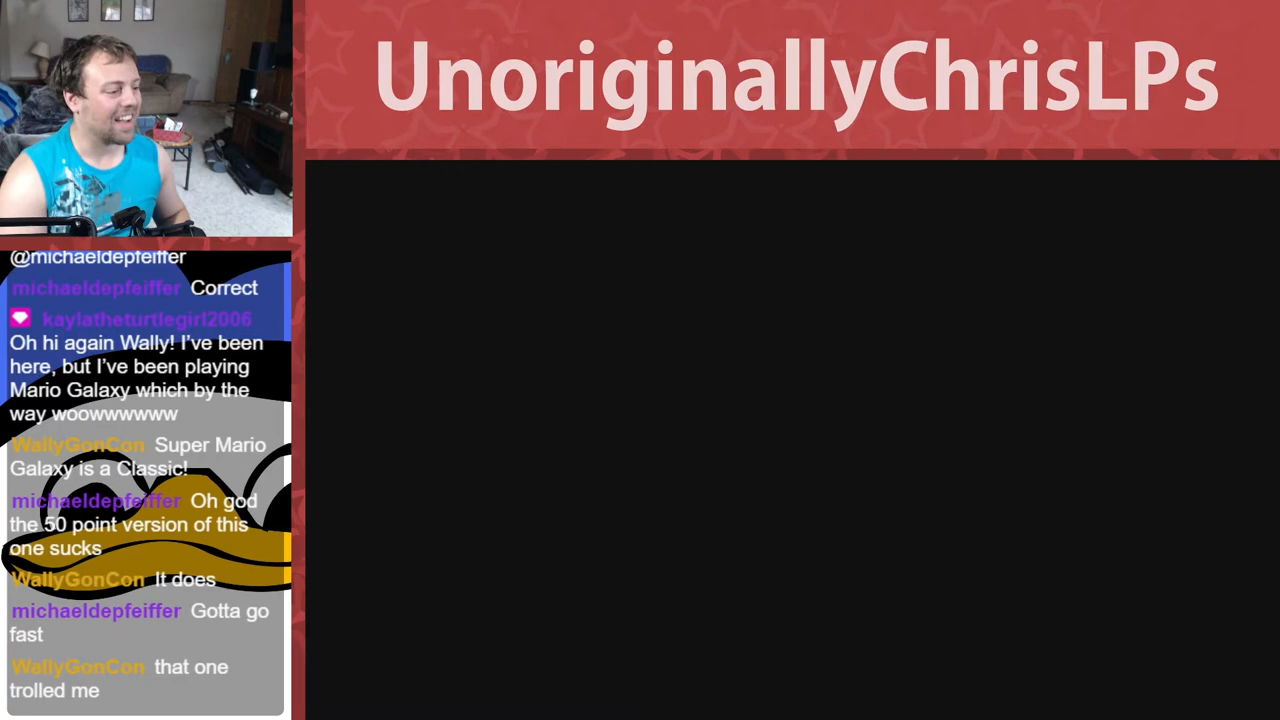 UnoriginallyChrisLPs
@michaeldepfeiffer
michaeldepfeiffer Correct
kaylatheturtlegirl2006
Oh hi again Wally! I’ve been
here, but I’ve been playing
Mario Galaxy which by the
way woowwwwww
WallyGonCon Super Mario
Galaxy is a Classic!
michaeldepfeiffer Oh god
the 50 point version of this
one sucks
WallyGonCon It does
michaeldepfeiffer Gotta go
fast
WallyGonCon that one
trolled me